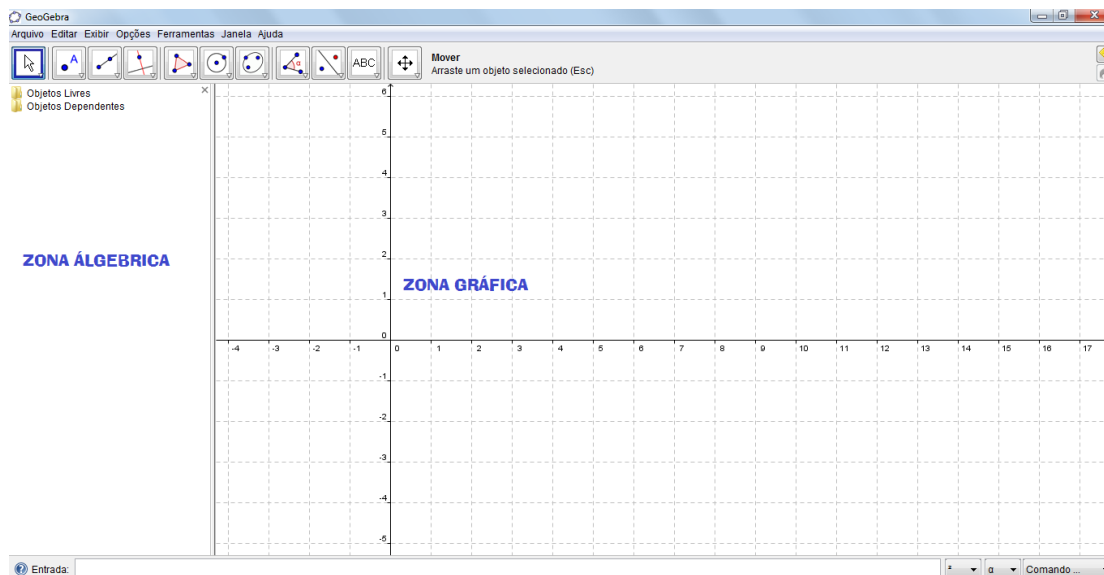 GeoGebra
Arquivo Editar Exibir Opções Ferramentas Janela Ajuda
A
α
ABC
Mover
Arraste um objeto selecionado (Esc)
Objetos Livres
Objetos Dependentes
ZONA ÁLGEBRICA
ZONA GRÁFICA
6
5
4
3
2
1
0
-4 -3 -2 -1 0 1 2 3 4 5 6 7 8 9 10 11 12 13 14 15 16 17
-1
-2
-3
-4
-5
Entrada:
² α Comando ...